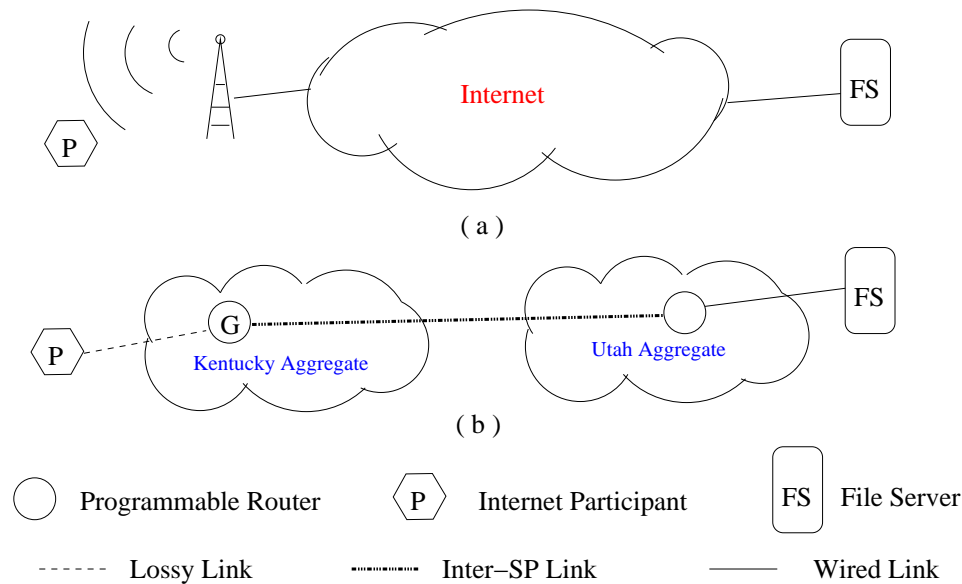 Internet
FS
P
( a )
FS
G
P
Kentucky Aggregate
Utah Aggregate
( b )
Programmable Router
P
Internet Participant
FS
File Server
Lossy Link
Inter−SP Link
Wired Link